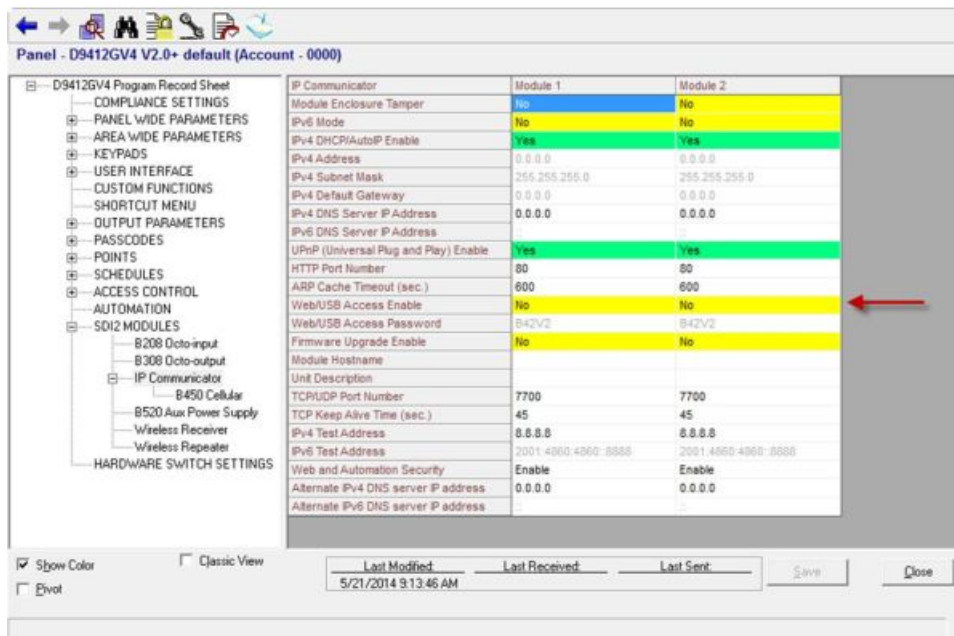 Panel - D9412GV4 V2.0+ default (Account - 0000)
D9412GV4 Program Record Sheet
COMPLIANCE SETTINGS
PANEL WIDE PARAMETERS
AREA WIDE PARAMETERS
KEYPADS
USER INTERFACE
CUSTOM FUNCTIONS
SHORTCUT MENU
OUTPUT PARAMETERS
PASSCODES
POINTS
SCHEDULES
ACCESS CONTROL
AUTOMATION
SDI2 MODULES
B208 Octo-input
B308 Octo-output
IP Communicator
B450 Cellular
B520 Aux Power Supply
Wireless Receiver
Wireless Repeater
HARDWARE SWITCH SETTINGS
IP Communicator Module 1 Module 2
Module Enclosure Tamper No No
IPv6 Mode No No
IPv4 DHCP/AutoIP Enable Yes Yes
IPv4 Address 0.0.0.0 0.0.0.0
IPv4 Subnet Mask 255.255.255.0 255.255.255.0
IPv4 Default Gateway 0.0.0.0 0.0.0.0
IPv4 DNS Server IP Address 0.0.0.0 0.0.0.0
IPv6 DNS Server IP Address :: ::
UPnP (Universal Plug and Play) Enable Yes Yes
HTTP Port Number 80 80
ARP Cache Timeout (sec.) 600 600
Web/USB Access Enable No No
Web/USB Access Password B42V2 B42V2
Firmware Upgrade Enable No No
Module Hostname
Unit Description
TCP/UDP Port Number 7700 7700
TCP Keep Alive Time (sec.) 45 45
IPv4 Test Address 8.8.8.8 8.8.8.8
IPv6 Test Address 2001:4860:4860::8888 2001:4860:4860::8888
Web and Automation Security Enable Enable
Alternate IPv4 DNS server IP address 0.0.0.0 0.0.0.0
Alternate IPv6 DNS server IP address :: ::
Show Color Classic View
Pivot
Last Modified: Last Received: Last Sent:
5/21/2014 9:13:46 AM
Save Close